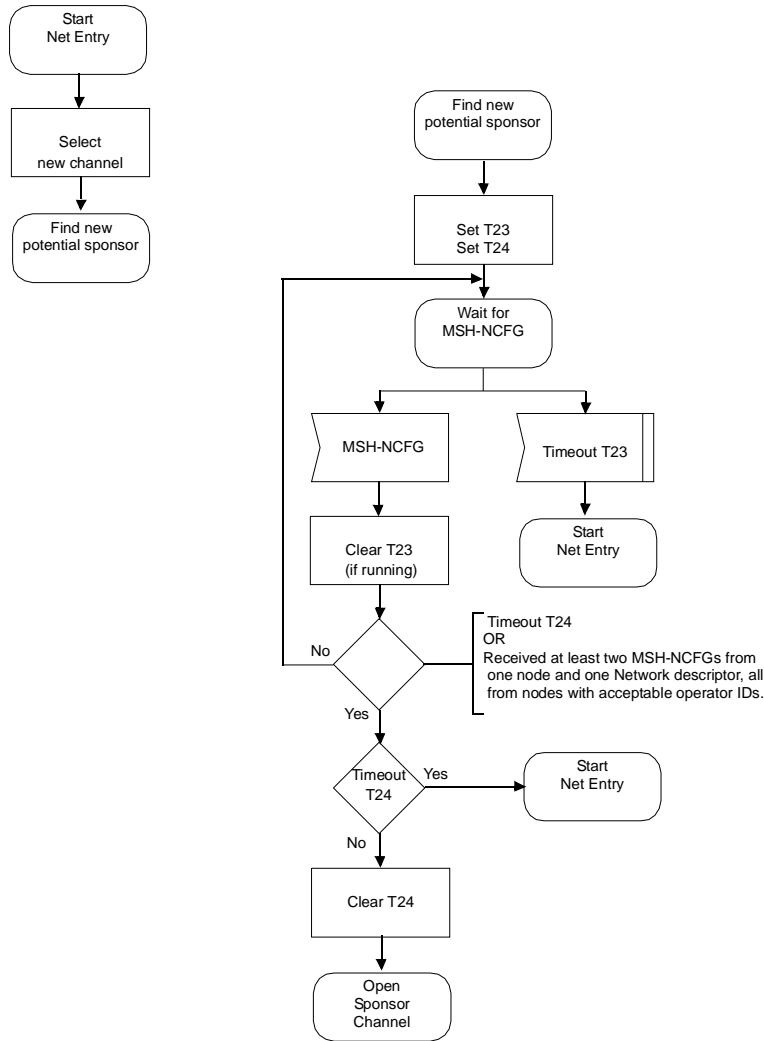 Start
Net Entry
Select
new channel
Find new
potential sponsor
Find new
potential sponsor
Set T23
Set T24
Wait for
MSH-NCFG
MSH-NCFG
Timeout T23
Clear T23
(if running)
Start
Net Entry
No
Timeout T24
OR
Received at least two MSH-NCFGs from
one node and one Network descriptor, all
from nodes with acceptable operator IDs.
Yes
Timeout
T24
Yes
Start
Net Entry
No
Clear T24
Open
Sponsor
Channel